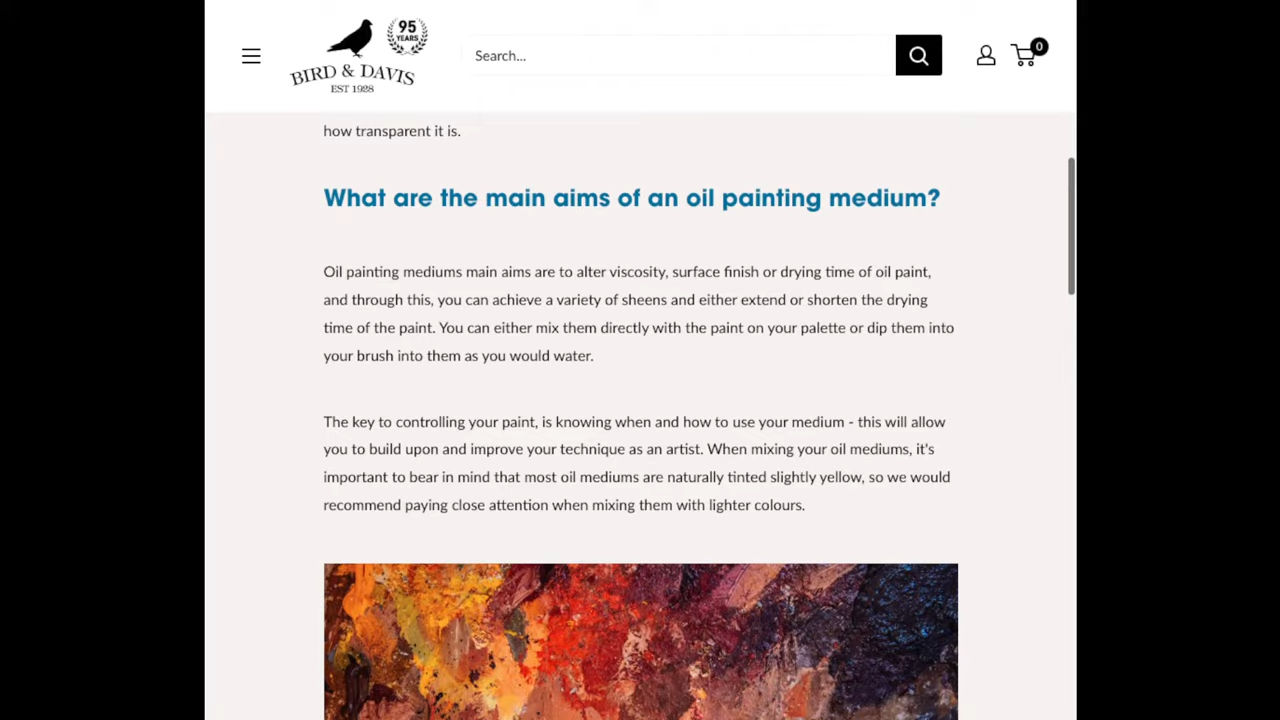 95
YEARS
BIRD & DAVIS
EST 1928
Search...
0
how transparent it is.
What are the main aims of an oil painting medium?
Oil painting mediums main aims are to alter viscosity, surface finish or drying time of oil paint,
and through this, you can achieve a variety of sheens and either extend or shorten the drying
time of the paint. You can either mix them directly with the paint on your palette or dip them into
your brush into them as you would water.
The key to controlling your paint, is knowing when and how to use your medium - this will allow
you to build upon and improve your technique as an artist. When mixing your oil mediums, it's
important to bear in mind that most oil mediums are naturally tinted slightly yellow, so we would
recommend paying close attention when mixing them with lighter colours.